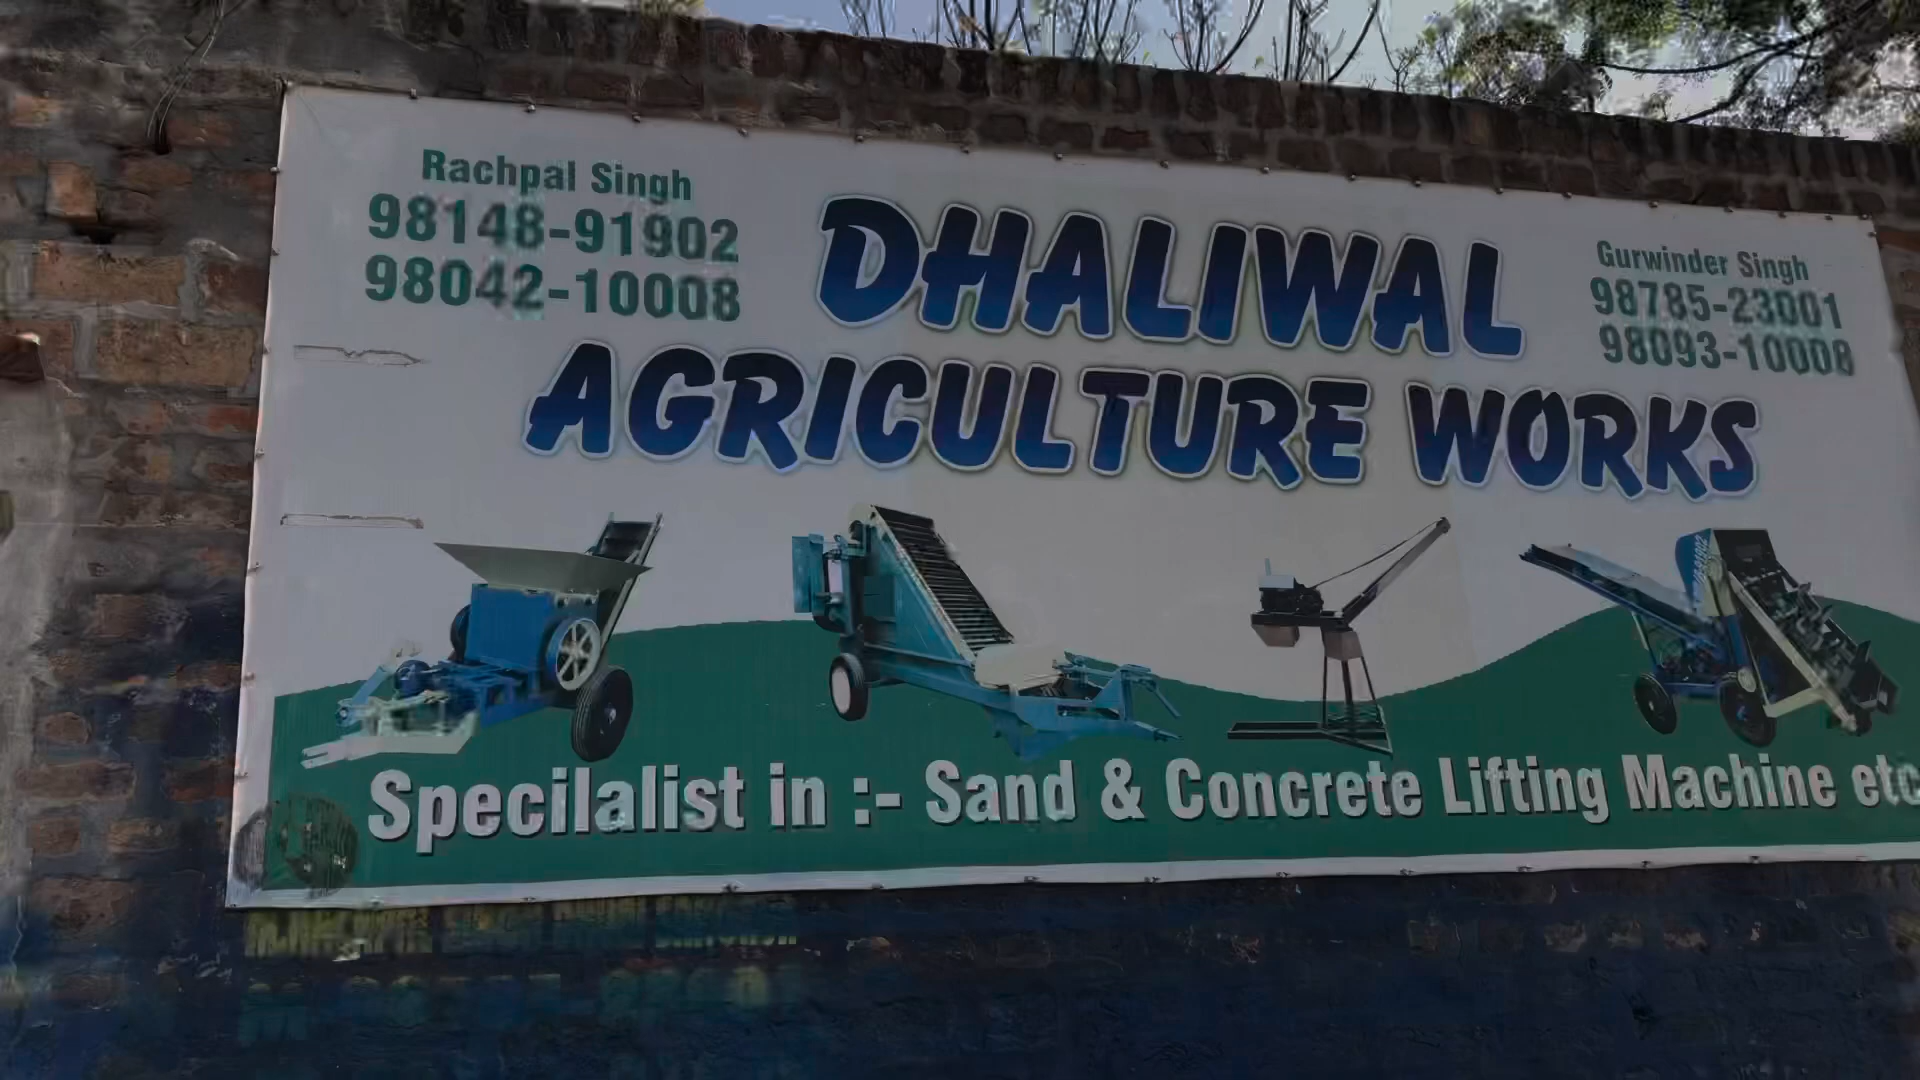 Rachpal Singh
98148-91902
98042-10008
DHALIWAL
AGRICULTURE WORKS
Gurwinder Singh
98785-23001
98093-10008
Specilalist in :- Sand & Concrete Lifting Machine etc